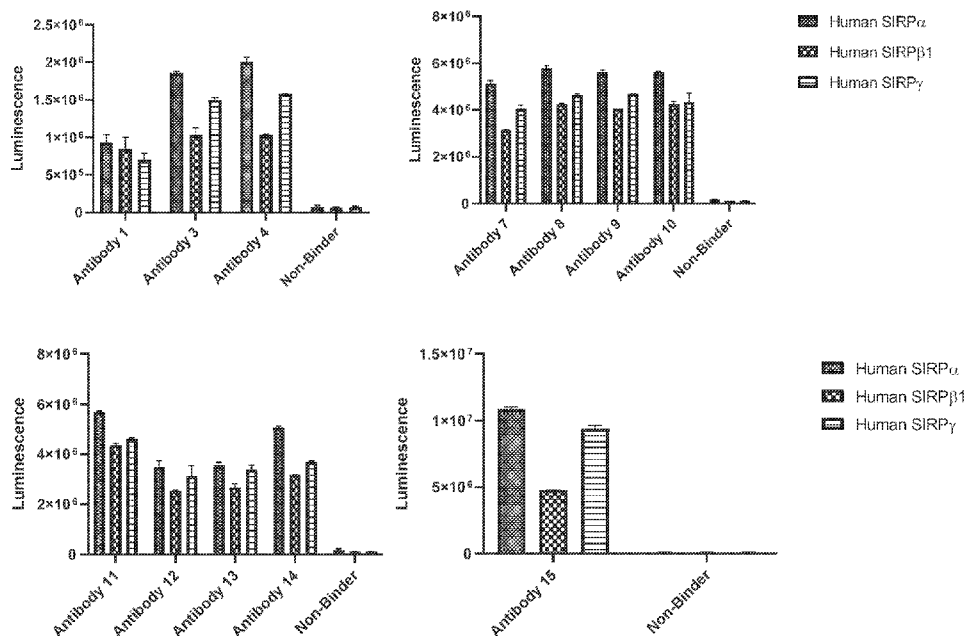 2.5×10⁶
2×10⁶
1.5×10⁶
1×10⁶
5×10⁵
0
Luminescence
Antibody 1
Antibody 3
Antibody 4
Non-Binder
8×10⁶
6×10⁶
4×10⁶
2×10⁶
0
Luminescence
Antibody 7
Antibody 8
Antibody 9
Antibody 10
Non-Binder
Human SIRPα
Human SIRPβ1
Human SIRPγ
8×10⁶
6×10⁶
4×10⁶
2×10⁶
0
Luminescence
Antibody 11
Antibody 12
Antibody 13
Antibody 14
Non-Binder
1.5×10⁷
1×10⁷
5×10⁶
0
Luminescence
Antibody 15
Non-Binder
Human SIRPα
Human SIRPβ1
Human SIRPγ